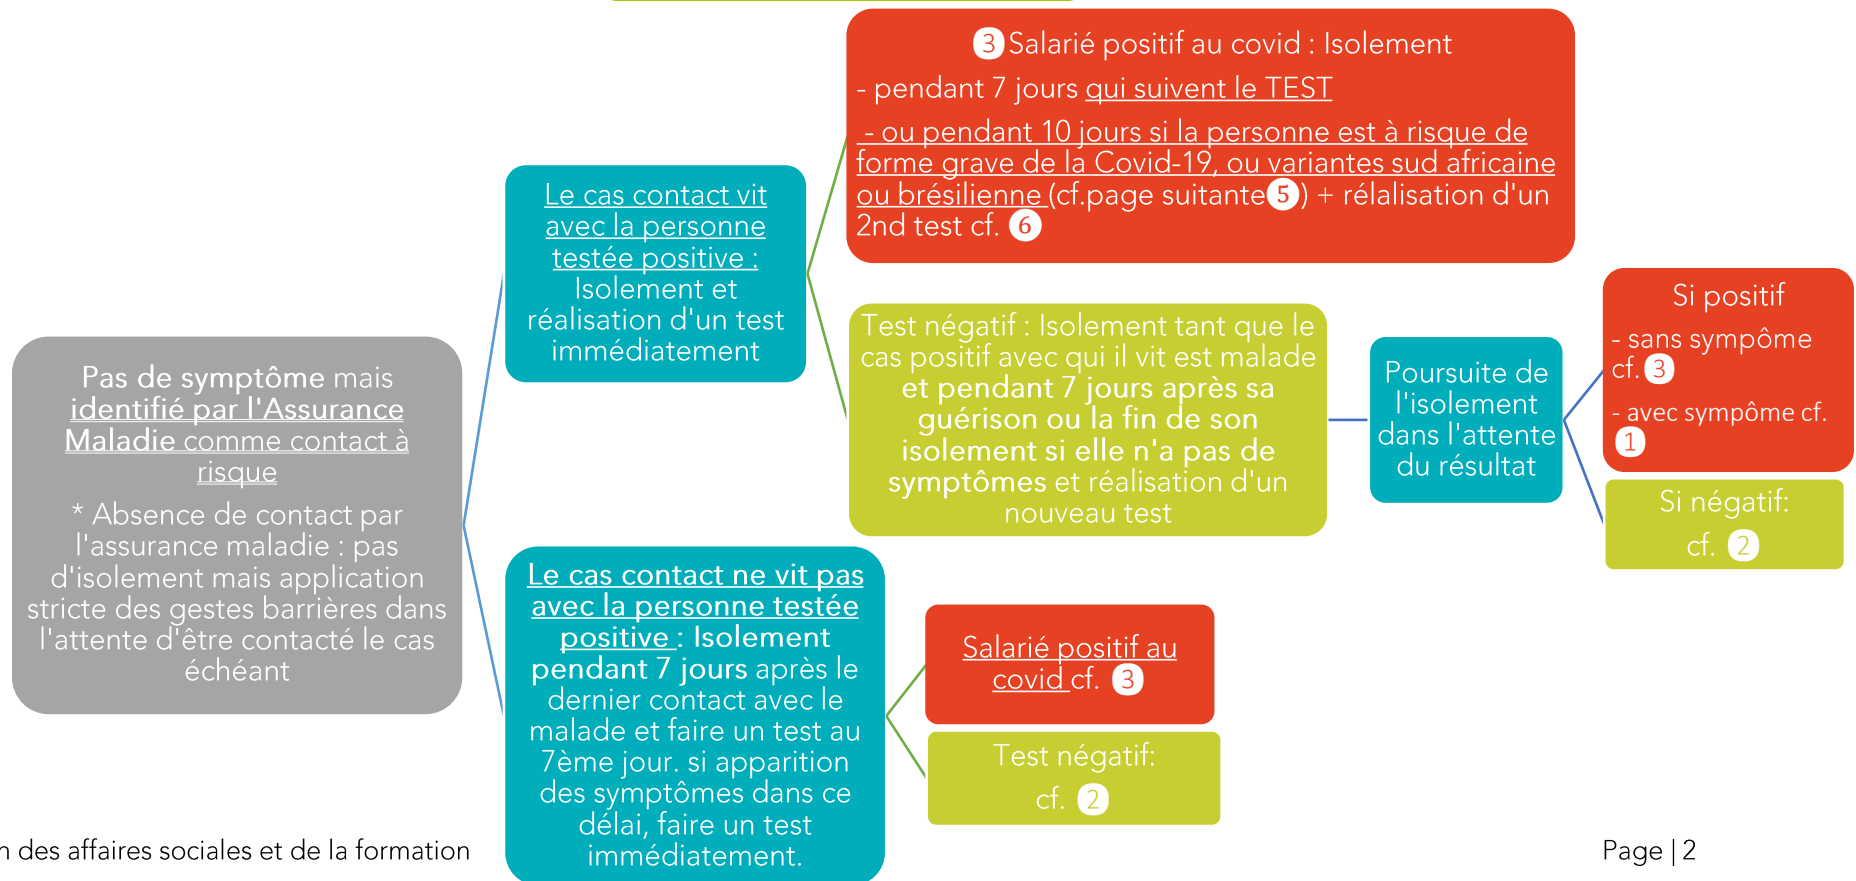 Pas de symptôme mais
identifié par l'Assurance
Maladie comme contact à
risque
* Absence de contact par
l'assurance maladie : pas
d'isolement mais application
stricte des gestes barrières dans
l'attente d'être contacté le cas
échéant
Le cas contact vit
avec la personne
testée positive :
Isolement et
réalisation d'un test
immédiatement
3 Salarié positif au covid : Isolement
- pendant 7 jours qui suivent le TEST
- ou pendant 10 jours si la personne est à risque de
forme grave de la Covid-19, ou variantes sud africaine
ou brésilienne (cf.page suitante 5) + rélalisation d'un
2nd test cf. 6
Test négatif : Isolement tant que le
cas positif avec qui il vit est malade
et pendant 7 jours après sa
guérison ou la fin de son
isolement si elle n'a pas de
symptômes et réalisation d'un
nouveau test
Poursuite de
l'isolement
dans l'attente
du résultat
Si positif
- sans sympôme
cf. 3
- avec sympôme cf.
1
Si négatif:
cf. 2
Le cas contact ne vit pas
avec la personne testée
positive : Isolement
pendant 7 jours après le
dernier contact avec le
malade et faire un test au
7ème jour. si apparition
des symptômes dans ce
délai, faire un test
immédiatement.
Salarié positif au
covid cf. 3
Test négatif:
cf. 2
n des affaires sociales et de la formation
Page | 2